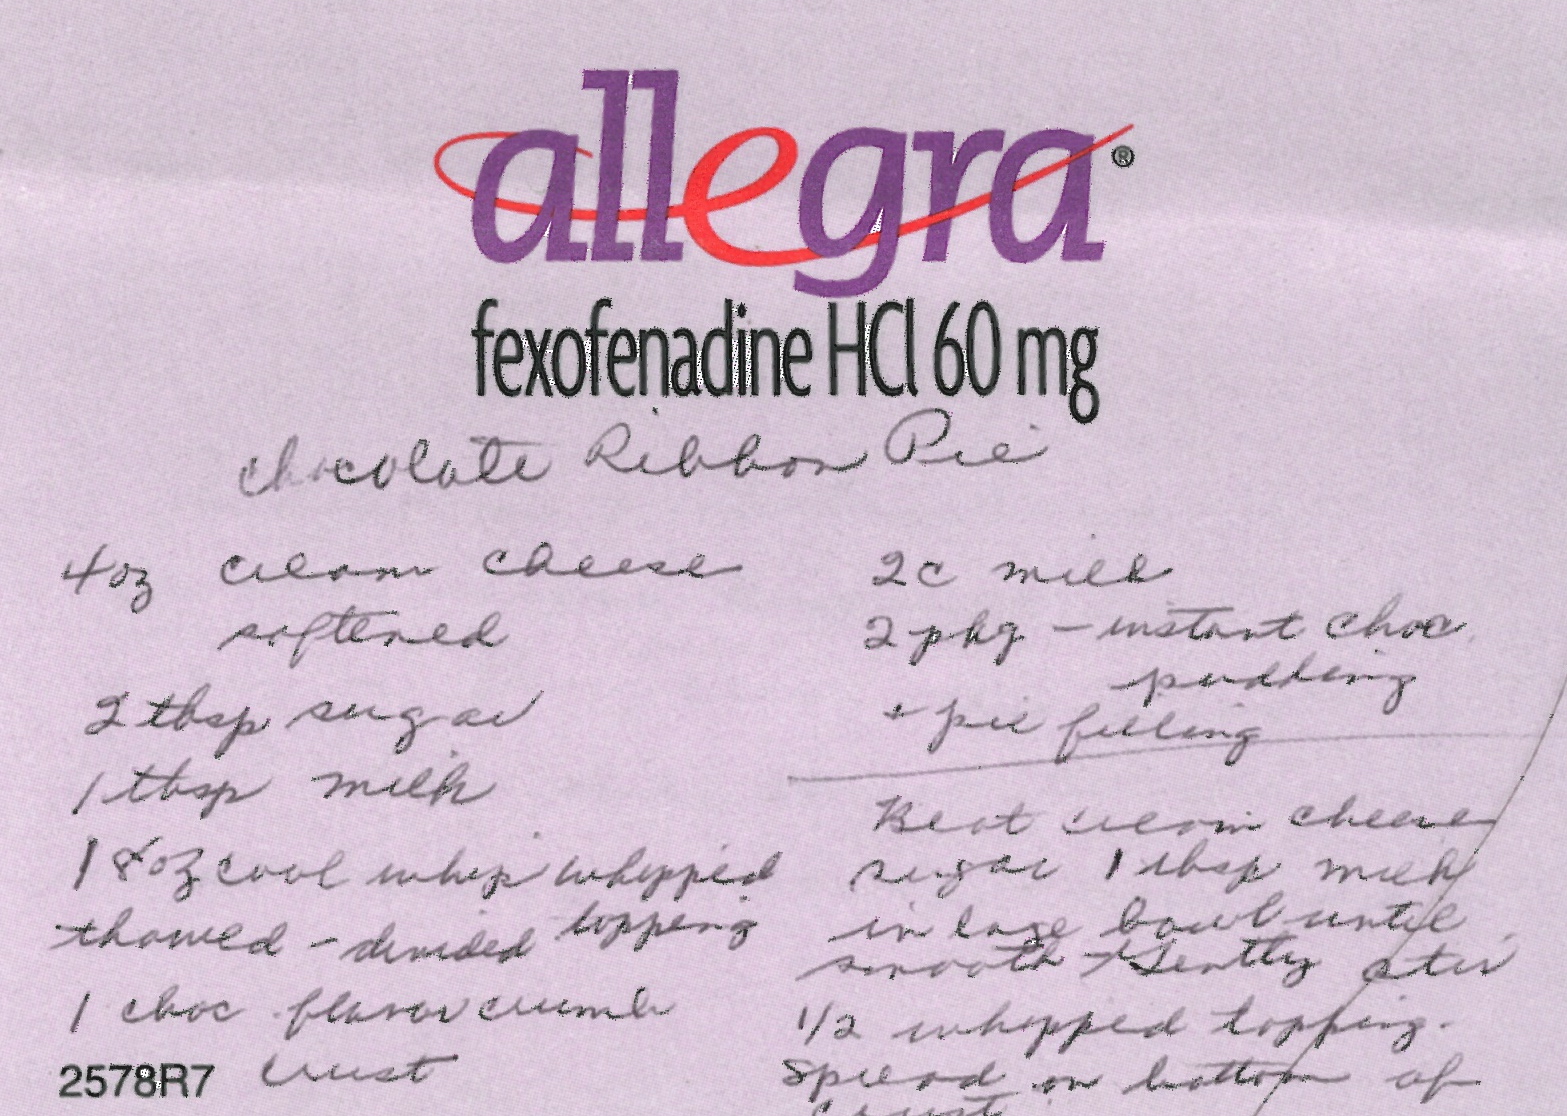 allegra®
fexofenadine HCl 60 mg
Chocolate Ribbon Pie
4oz cream cheese
softened
2 tbsp sugar
1 tbsp milk
1 8oz cool whip whipped
thawed - divided topping
1 choc flavor crumb
crust
2578R7
2c milk
2 pkg - instant choc.
pudding
+ pie filling
Beat cream cheese
sugar 1 tbsp milk
in large bowl until
smooth - Gently stir
1/2 whipped topping.
Spread on bottom of
crust